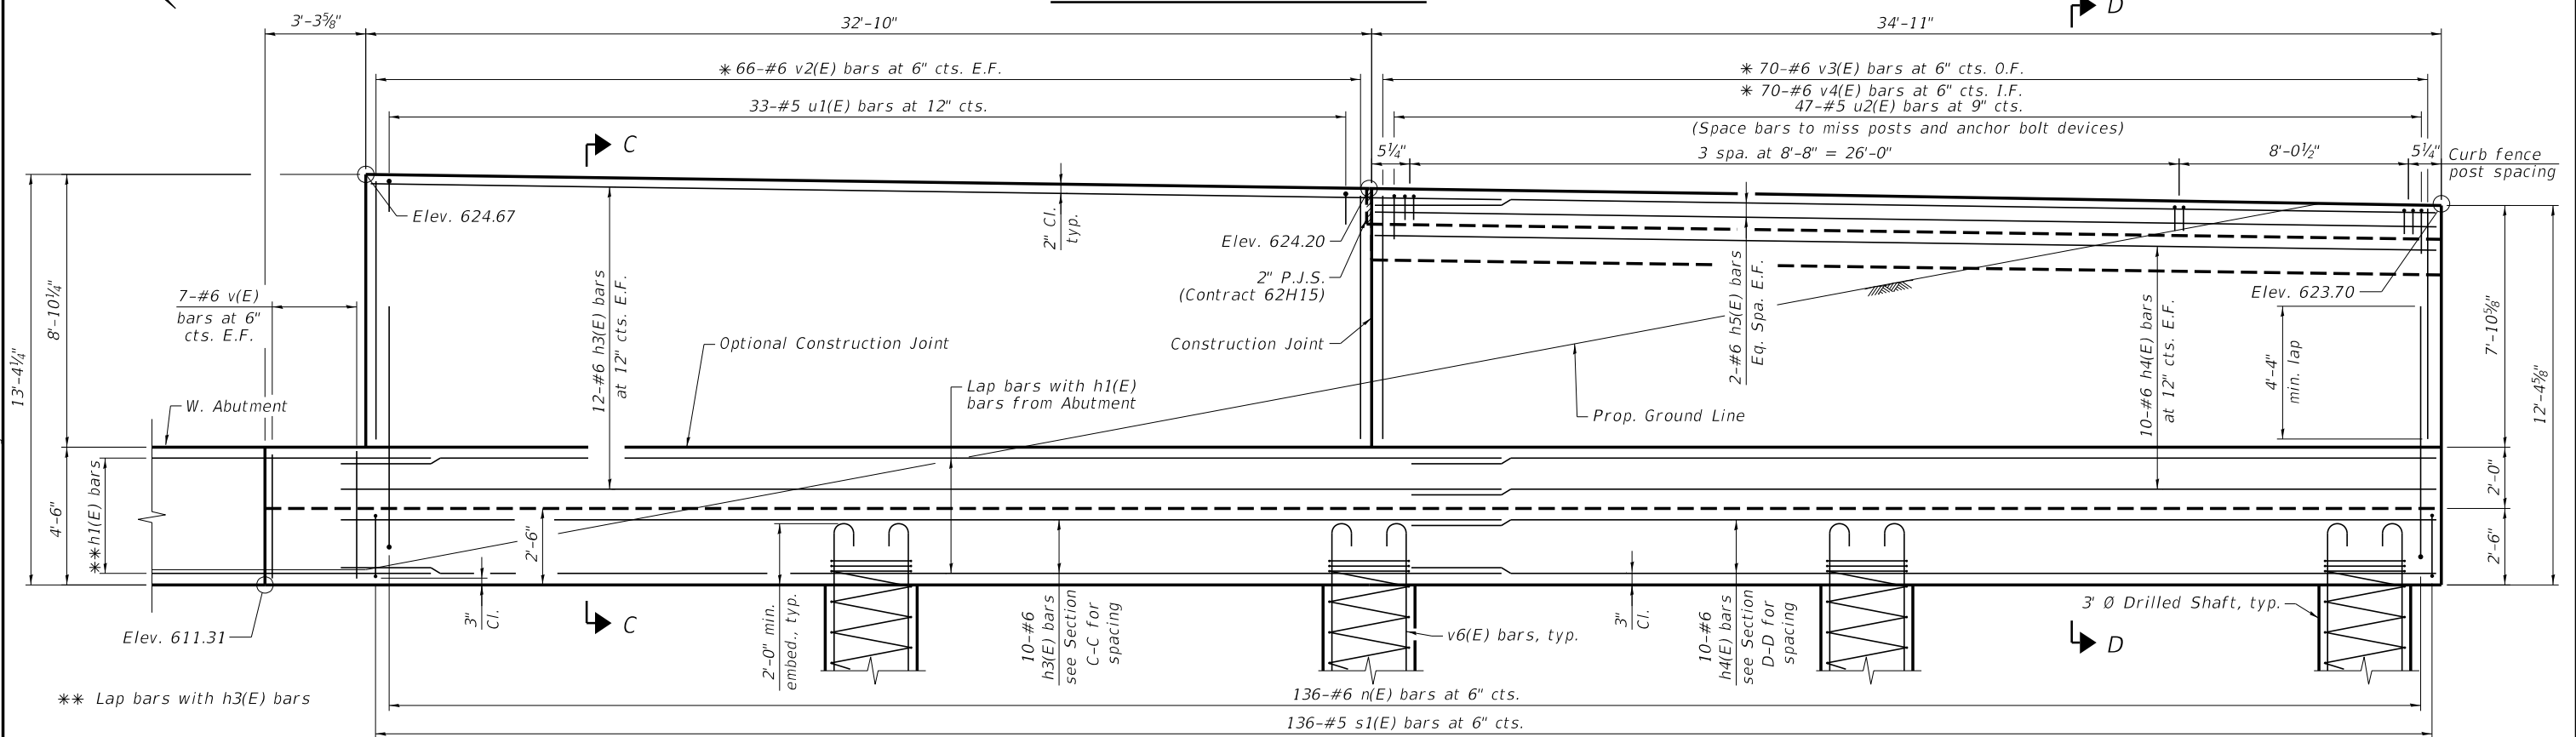 D
3'-3⅝"
32'-10"
34'-11"
✳ 66-#6 v2(E) bars at 6" cts. E.F.
✳ 70-#6 v3(E) bars at 6" cts. O.F.
✳ 70-#6 v4(E) bars at 6" cts. I.F.
33-#5 u1(E) bars at 12" cts.
47-#5 u2(E) bars at 9" cts.
(Space bars to miss posts and anchor bolt devices)
C
5¼"
3 spa. at 8'-8" = 26'-0"
8'-0½"
5¼"
Curb fence
post spacing
Elev. 624.67
2" Cl.
typ.
Elev. 624.20
2" P.J.S.
(Contract 62H15)
Elev. 623.70
7-#6 v(E)
bars at 6"
cts. E.F.
13'-4¼"
8'-10¼"
12-#6 h3(E) bars
at 12" cts. E.F.
Optional Construction Joint
Construction Joint
2-#6 h5(E) bars
Eq. Spa. E.F.
10-#6 h4(E) bars
at 12" cts. E.F.
4'-4"
min. lap
7'-10⅝"
12'-4⅝"
Lap bars with h1(E)
bars from Abutment
Prop. Ground Line
W. Abutment
4'-6"
✳✳h1(E) bars
2'-6"
2'-0"
2'-6"
3"
Cl.
Elev. 611.31
C
2'-0" min.
embed., typ.
10-#6
h3(E) bars
see Section
C-C for
spacing
v6(E) bars, typ.
3"
Cl.
10-#6
h4(E) bars
see Section
D-D for
spacing
3' Ø Drilled Shaft, typ.
D
✳✳ Lap bars with h3(E) bars
136-#6 n(E) bars at 6" cts.
136-#5 s1(E) bars at 6" cts.